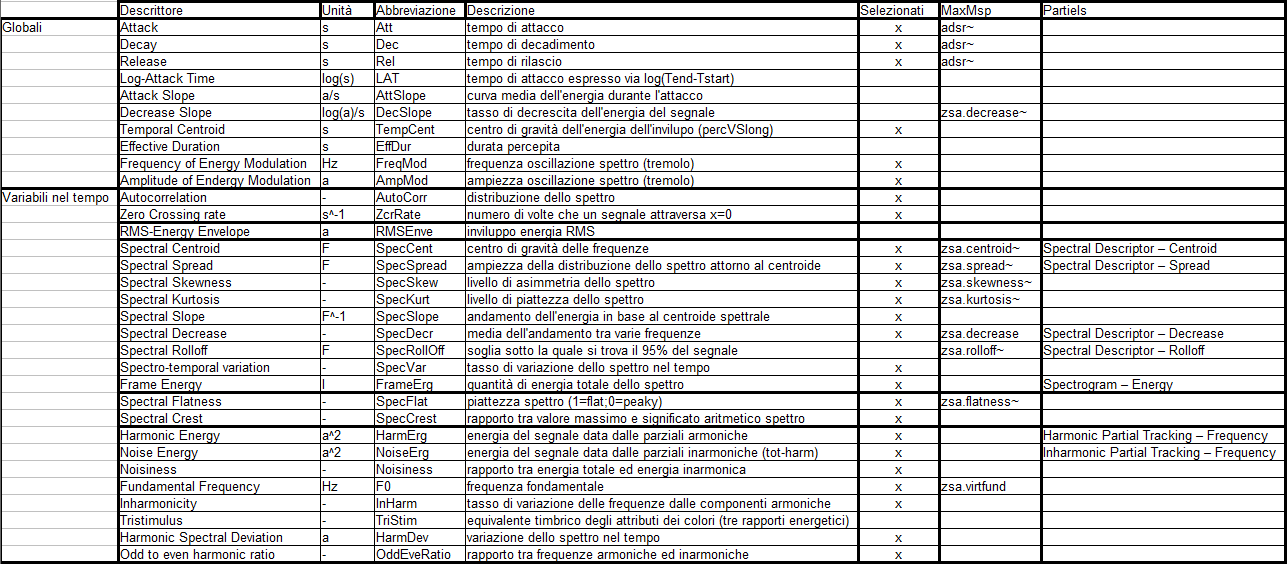 Descrittore Unità Abbreviazione Descrizione Selezionati MaxMsp Partiels
Globali Attack s Att tempo di attacco x adsr~
Decay s Dec tempo di decadimento x adsr~
Release s Rel tempo di rilascio x adsr~
Log-Attack Time log(s) LAT tempo di attacco espresso via log(Tend-Tstart)
Attack Slope a/s AttSlope curva media dell'energia durante l'attacco
Decrease Slope log(a)/s DecSlope tasso di decrescita dell'energia del segnale zsa.decrease~
Temporal Centroid s TempCent centro di gravità dell'energia dell'invilupo (percVSlong) x
Effective Duration s EffDur durata percepita
Frequency of Energy Modulation Hz FreqMod frequenza oscillazione spettro (tremolo) x
Amplitude of Endergy Modulation a AmpMod ampiezza oscillazione spettro (tremolo) x
Variabili nel tempo Autocorrelation - AutoCorr distribuzione dello spettro x
Zero Crossing rate s^-1 ZcrRate numero di volte che un segnale attraversa x=0 x
RMS-Energy Envelope a RMSEnve inviluppo energia RMS
Spectral Centroid F SpecCent centro di gravità delle frequenze x zsa.centroid~ Spectral Descriptor – Centroid
Spectral Spread F SpecSpread ampiezza della distribuzione dello spettro attorno al centroide x zsa.spread~ Spectral Descriptor – Spread
Spectral Skewness - SpecSkew livello di asimmetria dello spettro x zsa.skewness~
Spectral Kurtosis - SpecKurt livello di piattezza dello spettro x zsa.kurtosis~
Spectral Slope F^-1 SpecSlope andamento dell'energia in base al centroide spettrale x
Spectral Decrease - SpecDecr media dell'andamento tra varie frequenze x zsa.decrease Spectral Descriptor – Decrease
Spectral Rolloff F SpecRollOff soglia sotto la quale si trova il 95% del segnale zsa.rolloff~ Spectral Descriptor – Rolloff
Spectro-temporal variation - SpecVar tasso di variazione dello spettro nel tempo x
Frame Energy I FrameErg quantità di energia totale dello spettro x Spectrogram – Energy
Spectral Flatness - SpecFlat piattezza spettro (1=flat;0=peaky) x zsa.flatness~
Spectral Crest - SpecCrest rapporto tra valore massimo e significato aritmetico spettro x
Harmonic Energy a^2 HarmErg energia del segnale data dalle parziali armoniche x Harmonic Partial Tracking – Frequency
Noise Energy a^2 NoiseErg energia del segnale data dalle parziali inarmoniche (tot-harm) x Inharmonic Partial Tracking – Frequency
Noisiness - Noisiness rapporto tra energia totale ed energia inarmonica x
Fundamental Frequency Hz F0 frequenza fondamentale x zsa.virtfund
Inharmonicity - InHarm tasso di variazione delle frequenze dalle componenti armoniche x
Tristimulus - TriStim equivalente timbrico degli attributi dei colori (tre rapporti energetici)
Harmonic Spectral Deviation a HarmDev variazione dello spettro nel tempo x
Odd to even harmonic ratio - OddEveRatio rapporto tra frequenze armoniche ed inarmoniche x